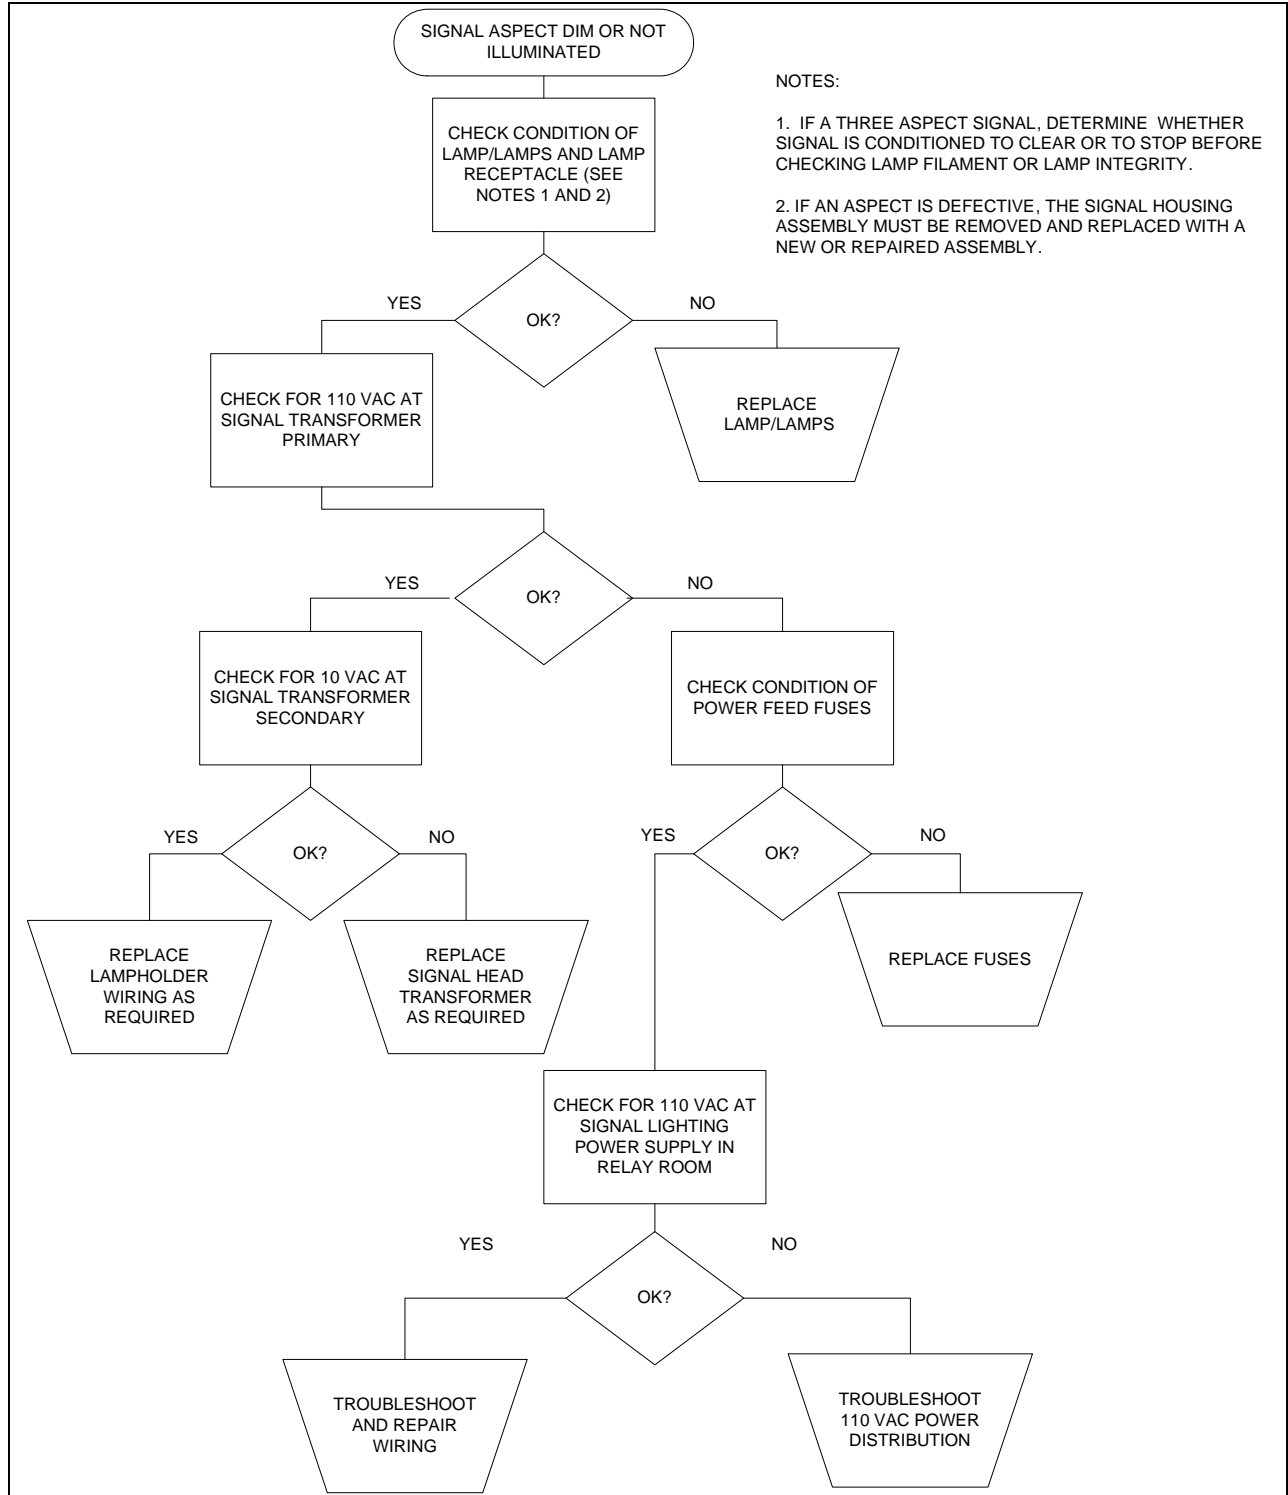 SIGNAL ASPECT DIM OR NOT
ILLUMINATED
NOTES:
1. IF A THREE ASPECT SIGNAL, DETERMINE WHETHER
SIGNAL IS CONDITIONED TO CLEAR OR TO STOP BEFORE
CHECKING LAMP FILAMENT OR LAMP INTEGRITY.
2. IF AN ASPECT IS DEFECTIVE, THE SIGNAL HOUSING
ASSEMBLY MUST BE REMOVED AND REPLACED WITH A
NEW OR REPAIRED ASSEMBLY.
CHECK CONDITION OF
LAMP/LAMPS AND LAMP
RECEPTACLE (SEE
NOTES 1 AND 2)
YES
NO
OK?
CHECK FOR 110 VAC AT
SIGNAL TRANSFORMER
PRIMARY
REPLACE
LAMP/LAMPS
YES
NO
OK?
CHECK FOR 10 VAC AT
SIGNAL TRANSFORMER
SECONDARY
CHECK CONDITION OF
POWER FEED FUSES
YES
NO
OK?
YES
NO
OK?
REPLACE
LAMPHOLDER
WIRING AS
REQUIRED
REPLACE
SIGNAL HEAD
TRANSFORMER
AS REQUIRED
REPLACE FUSES
CHECK FOR 110 VAC AT
SIGNAL LIGHTING
POWER SUPPLY IN
RELAY ROOM
YES
NO
OK?
TROUBLESHOOT
AND REPAIR
WIRING
TROUBLESHOOT
110 VAC POWER
DISTRIBUTION